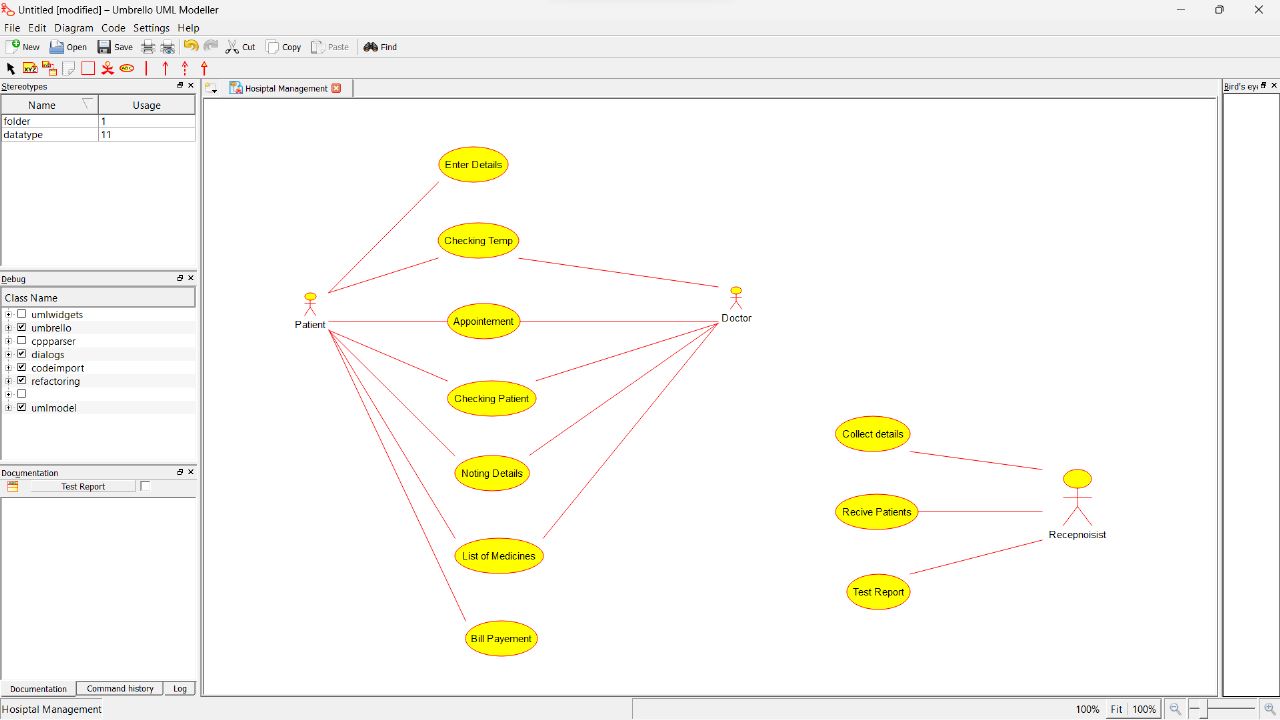 Untitled [modified] – Umbrello UML Modeller
File Edit Diagram Code Settings Help
New Open Save Cut Copy Paste Find
Stereotypes
Name Usage
folder 1
datatype 11
Debug
Class Name
umlwidgets
umbrello
cppparser
dialogs
codeimport
refactoring
umlmodel
Documentation
Test Report
Documentation Command history Log
Hosiptal Management
Hosiptal Management
Enter Details
Checking Temp
Patient
Doctor
Appointement
Checking Patient
Noting Details
List of Medicines
Bill Payement
Collect details
Recive Patients
Recepnoisist
Test Report
Bird's eye
100% Fit 100%